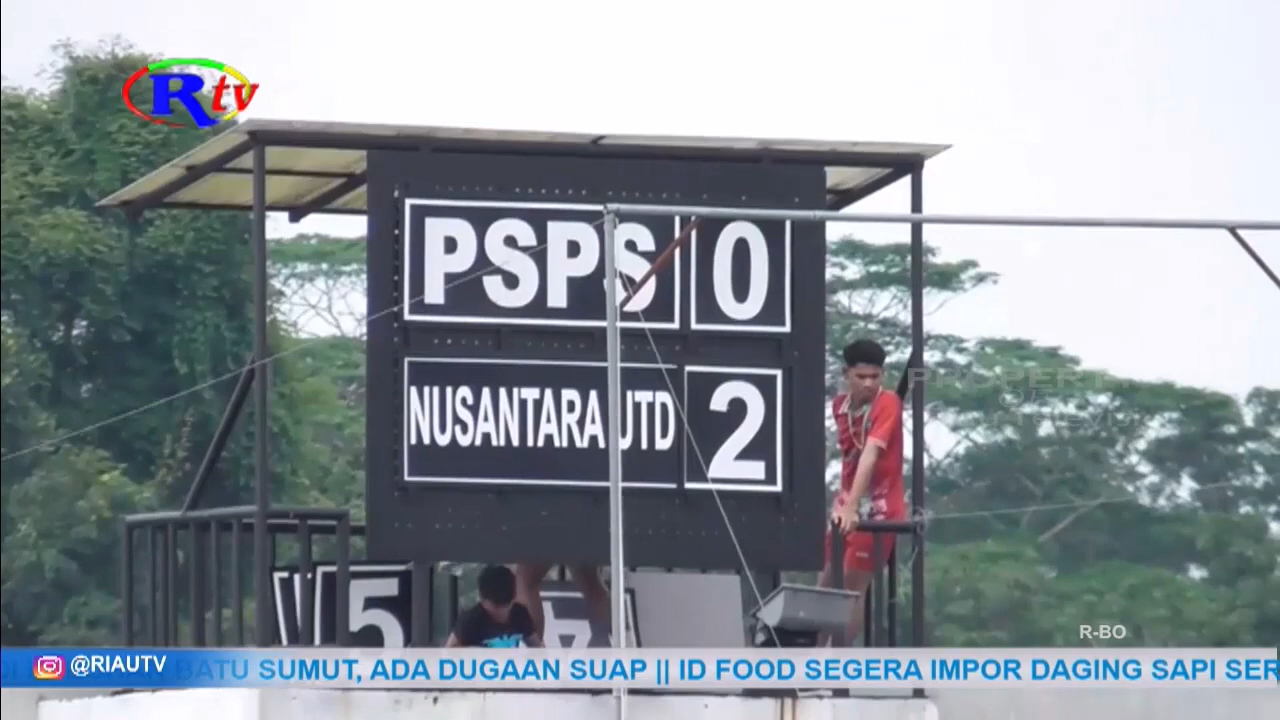 Rtv
PSPS 0
NUSANTARA UTD 2
5
4
R-BO
@RIAUTV BATU SUMUT, ADA DUGAAN SUAP || ID FOOD SEGERA IMPOR DAGING SAPI SER